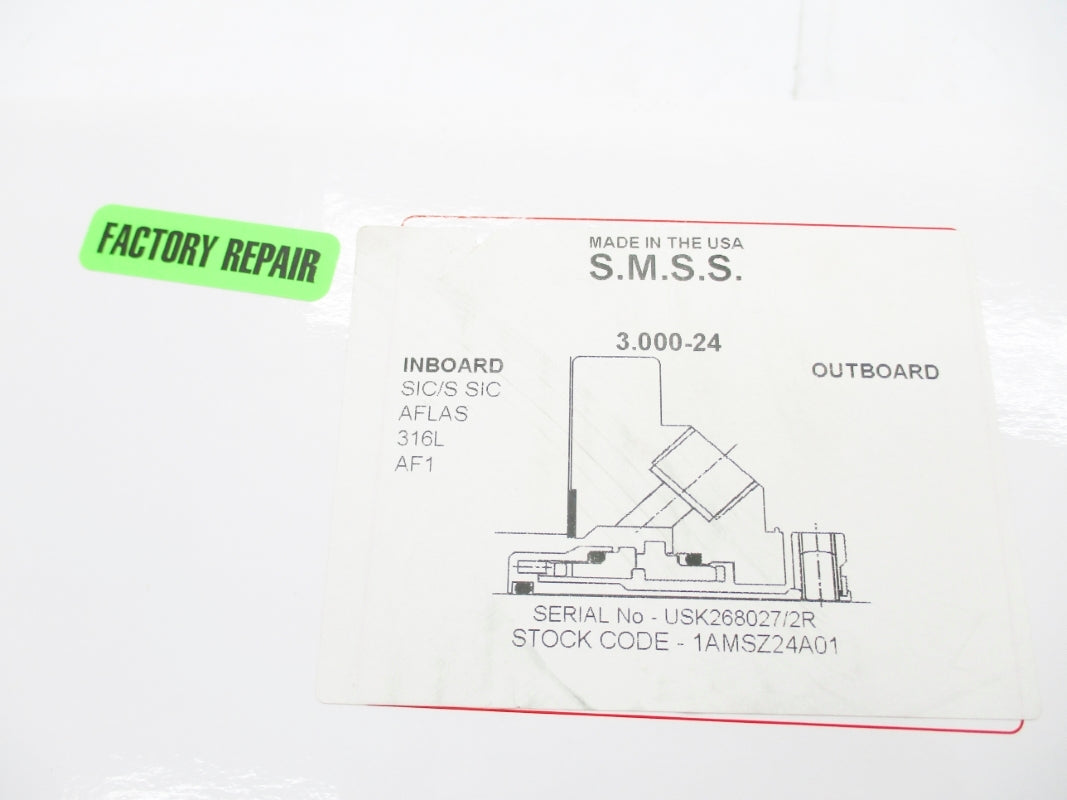 FACTORY REPAIR
MADE IN THE USA
S.M.S.S.
3.000-24
INBOARD
SIC/S SIC
AFLAS
316L
AF1
OUTBOARD
SERIAL No - USK268027/2R
STOCK CODE - 1AMSZ24A01